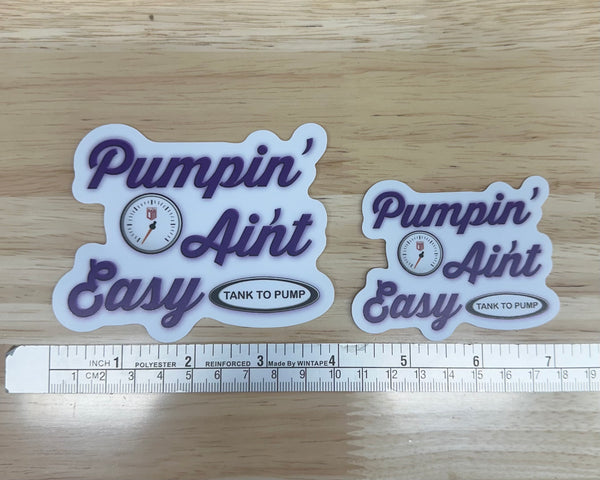 Pumpin'
Ain't
Easy
TANK TO PUMP
Pumpin'
Ain't
Easy
TANK TO PUMP
INCH 1 POLYESTER 2 REINFORCED 3 Made By WINTAPE 4 5 6 7
1 CM2 3 4 5 6 7 8 9 10 11 12 13 14 15 16 17 18 19